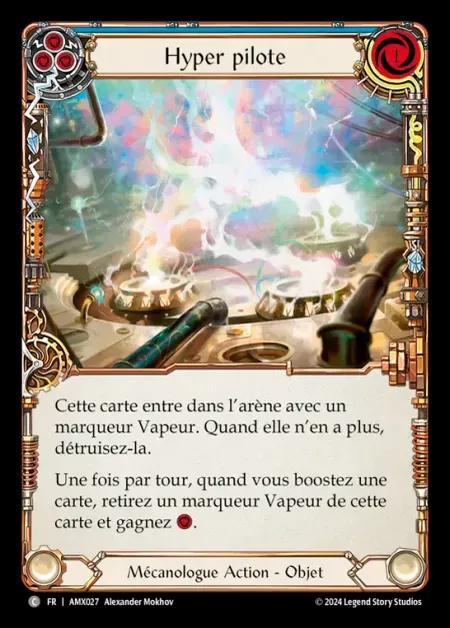 1
Hyper pilote
Cette carte entre dans l'arène avec un
marqueur Vapeur. Quand elle n'en a plus,
détruisez-la.
Une fois par tour, quand vous boostez une
carte, retirez un marqueur Vapeur de cette
carte et gagnez .
Mécanologue Action - Objet
C FR | AMX027 Alexander Mokhov
© 2024 Legend Story Studios